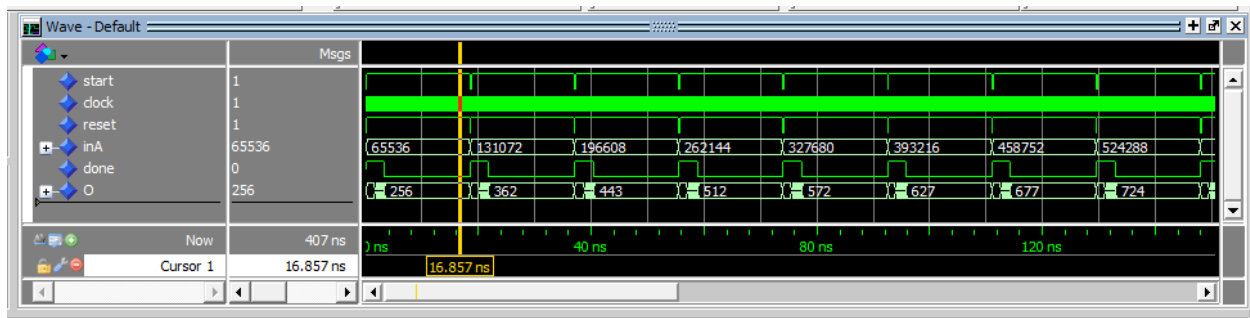 Wave - Default
Msgs
start 1
clock 1
reset 1
inA 65536 65536 131072 196608 262144 327680 393216 458752 524288
done 0
O 256 256 362 443 512 572 627 677 724
Now 407 ns )ns 40 ns 80 ns 120 ns
Cursor 1 16.857 ns 16.857 ns